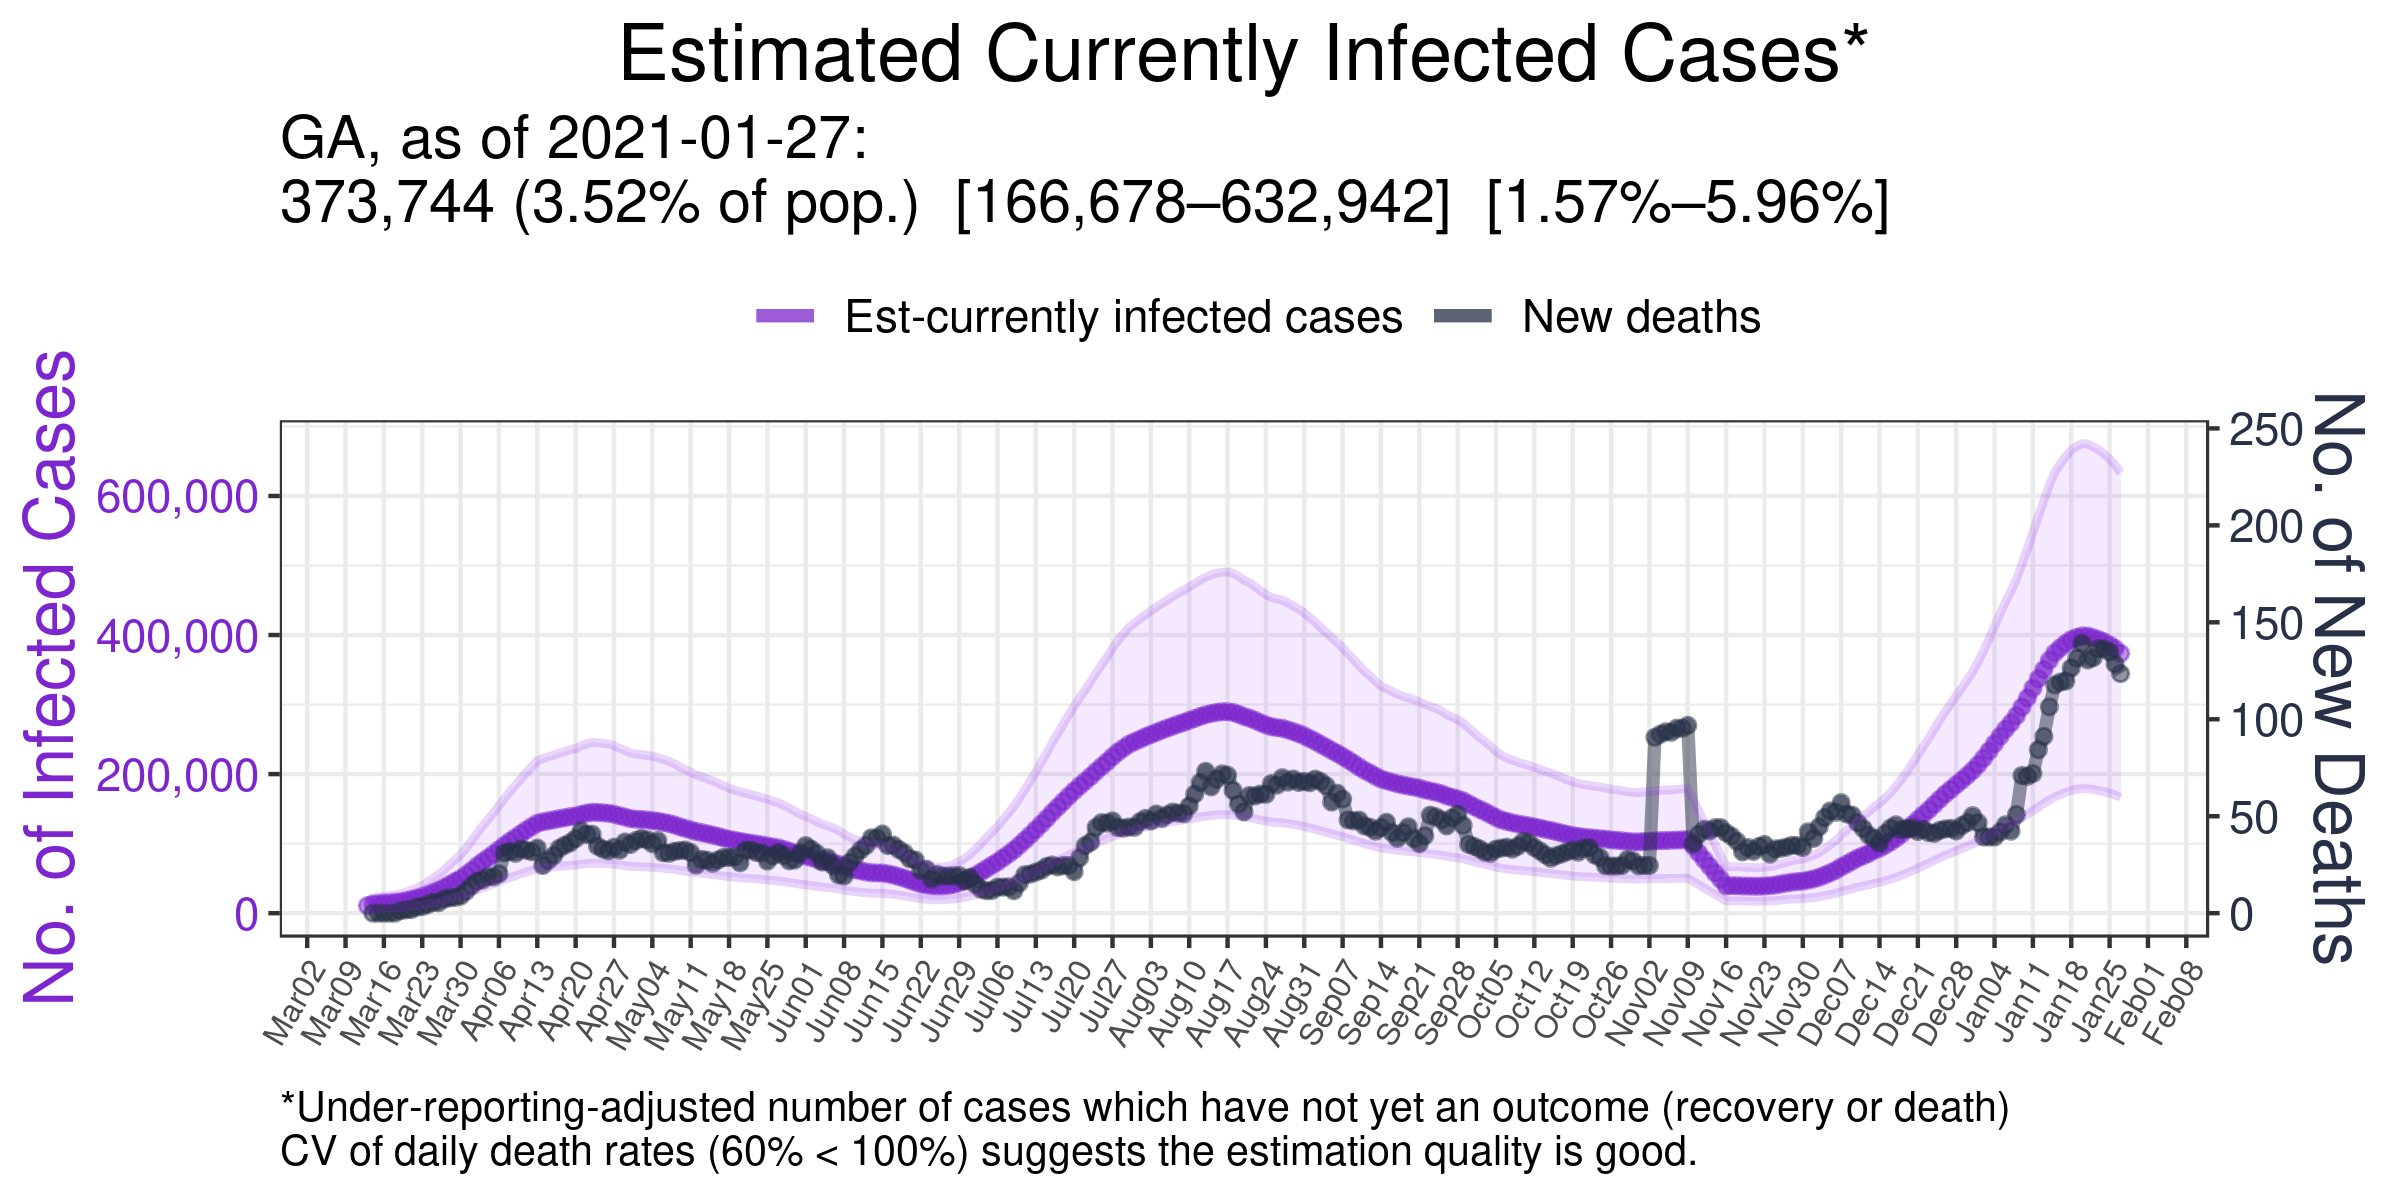 Estimated Currently Infected Cases*
GA, as of 2021-01-27:
373,744 (3.52% of pop.) [166,678–632,942] [1.57%–5.96%]
Est-currently infected cases
New deaths
No. of Infected Cases
600,000
400,000
200,000
0
250
200
150
100
50
0
No. of New Deaths
Mar02
Mar09
Mar16
Mar23
Mar30
Apr06
Apr13
Apr20
Apr27
May04
May11
May18
May25
Jun01
Jun08
Jun15
Jun22
Jun29
Jul06
Jul13
Jul20
Jul27
Aug03
Aug10
Aug17
Aug24
Aug31
Sep07
Sep14
Sep21
Sep28
Oct05
Oct12
Oct19
Oct26
Nov02
Nov09
Nov16
Nov23
Nov30
Dec07
Dec14
Dec21
Dec28
Jan04
Jan11
Jan18
Jan25
Feb01
Feb08
*Under-reporting-adjusted number of cases which have not yet an outcome (recovery or death)
CV of daily death rates (60% < 100%) suggests the estimation quality is good.